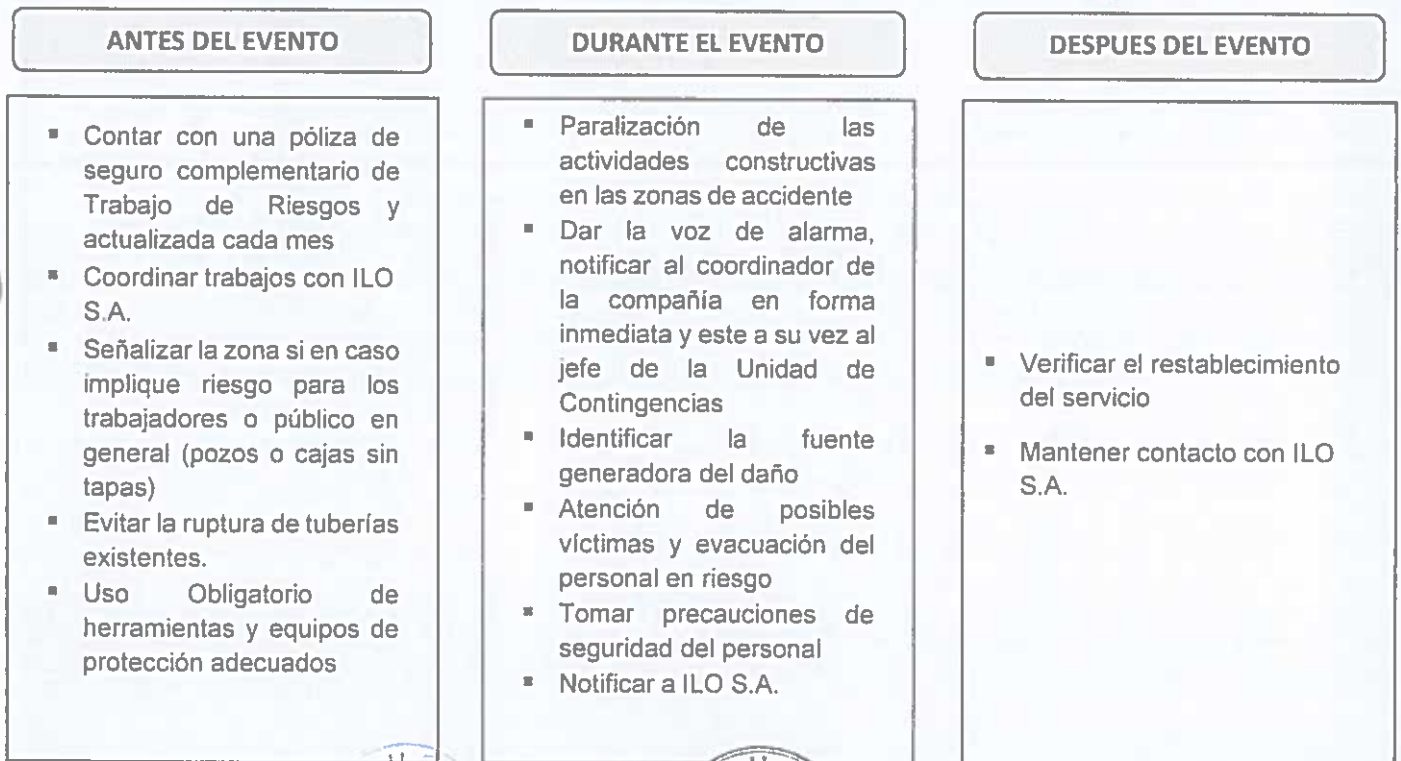 ANTES DEL EVENTO
▪ Contar con una póliza de
seguro complementario de
Trabajo de Riesgos y
actualizada cada mes
▪ Coordinar trabajos con ILO
S.A.
▪ Señalizar la zona si en caso
implique riesgo para los
trabajadores o público en
general (pozos o cajas sin
tapas)
▪ Evitar la ruptura de tuberías
existentes.
▪ Uso Obligatorio de
herramientas y equipos de
protección adecuados
DURANTE EL EVENTO
▪ Paralización de las
actividades constructivas
en las zonas de accidente
▪ Dar la voz de alarma,
notificar al coordinador de
la compañía en forma
inmediata y este a su vez al
jefe de la Unidad de
Contingencias
▪ Identificar la fuente
generadora del daño
▪ Atención de posibles
víctimas y evacuación del
personal en riesgo
▪ Tomar precauciones de
seguridad del personal
▪ Notificar a ILO S.A.
DESPUES DEL EVENTO
▪ Verificar el restablecimiento
del servicio
▪ Mantener contacto con ILO
S.A.